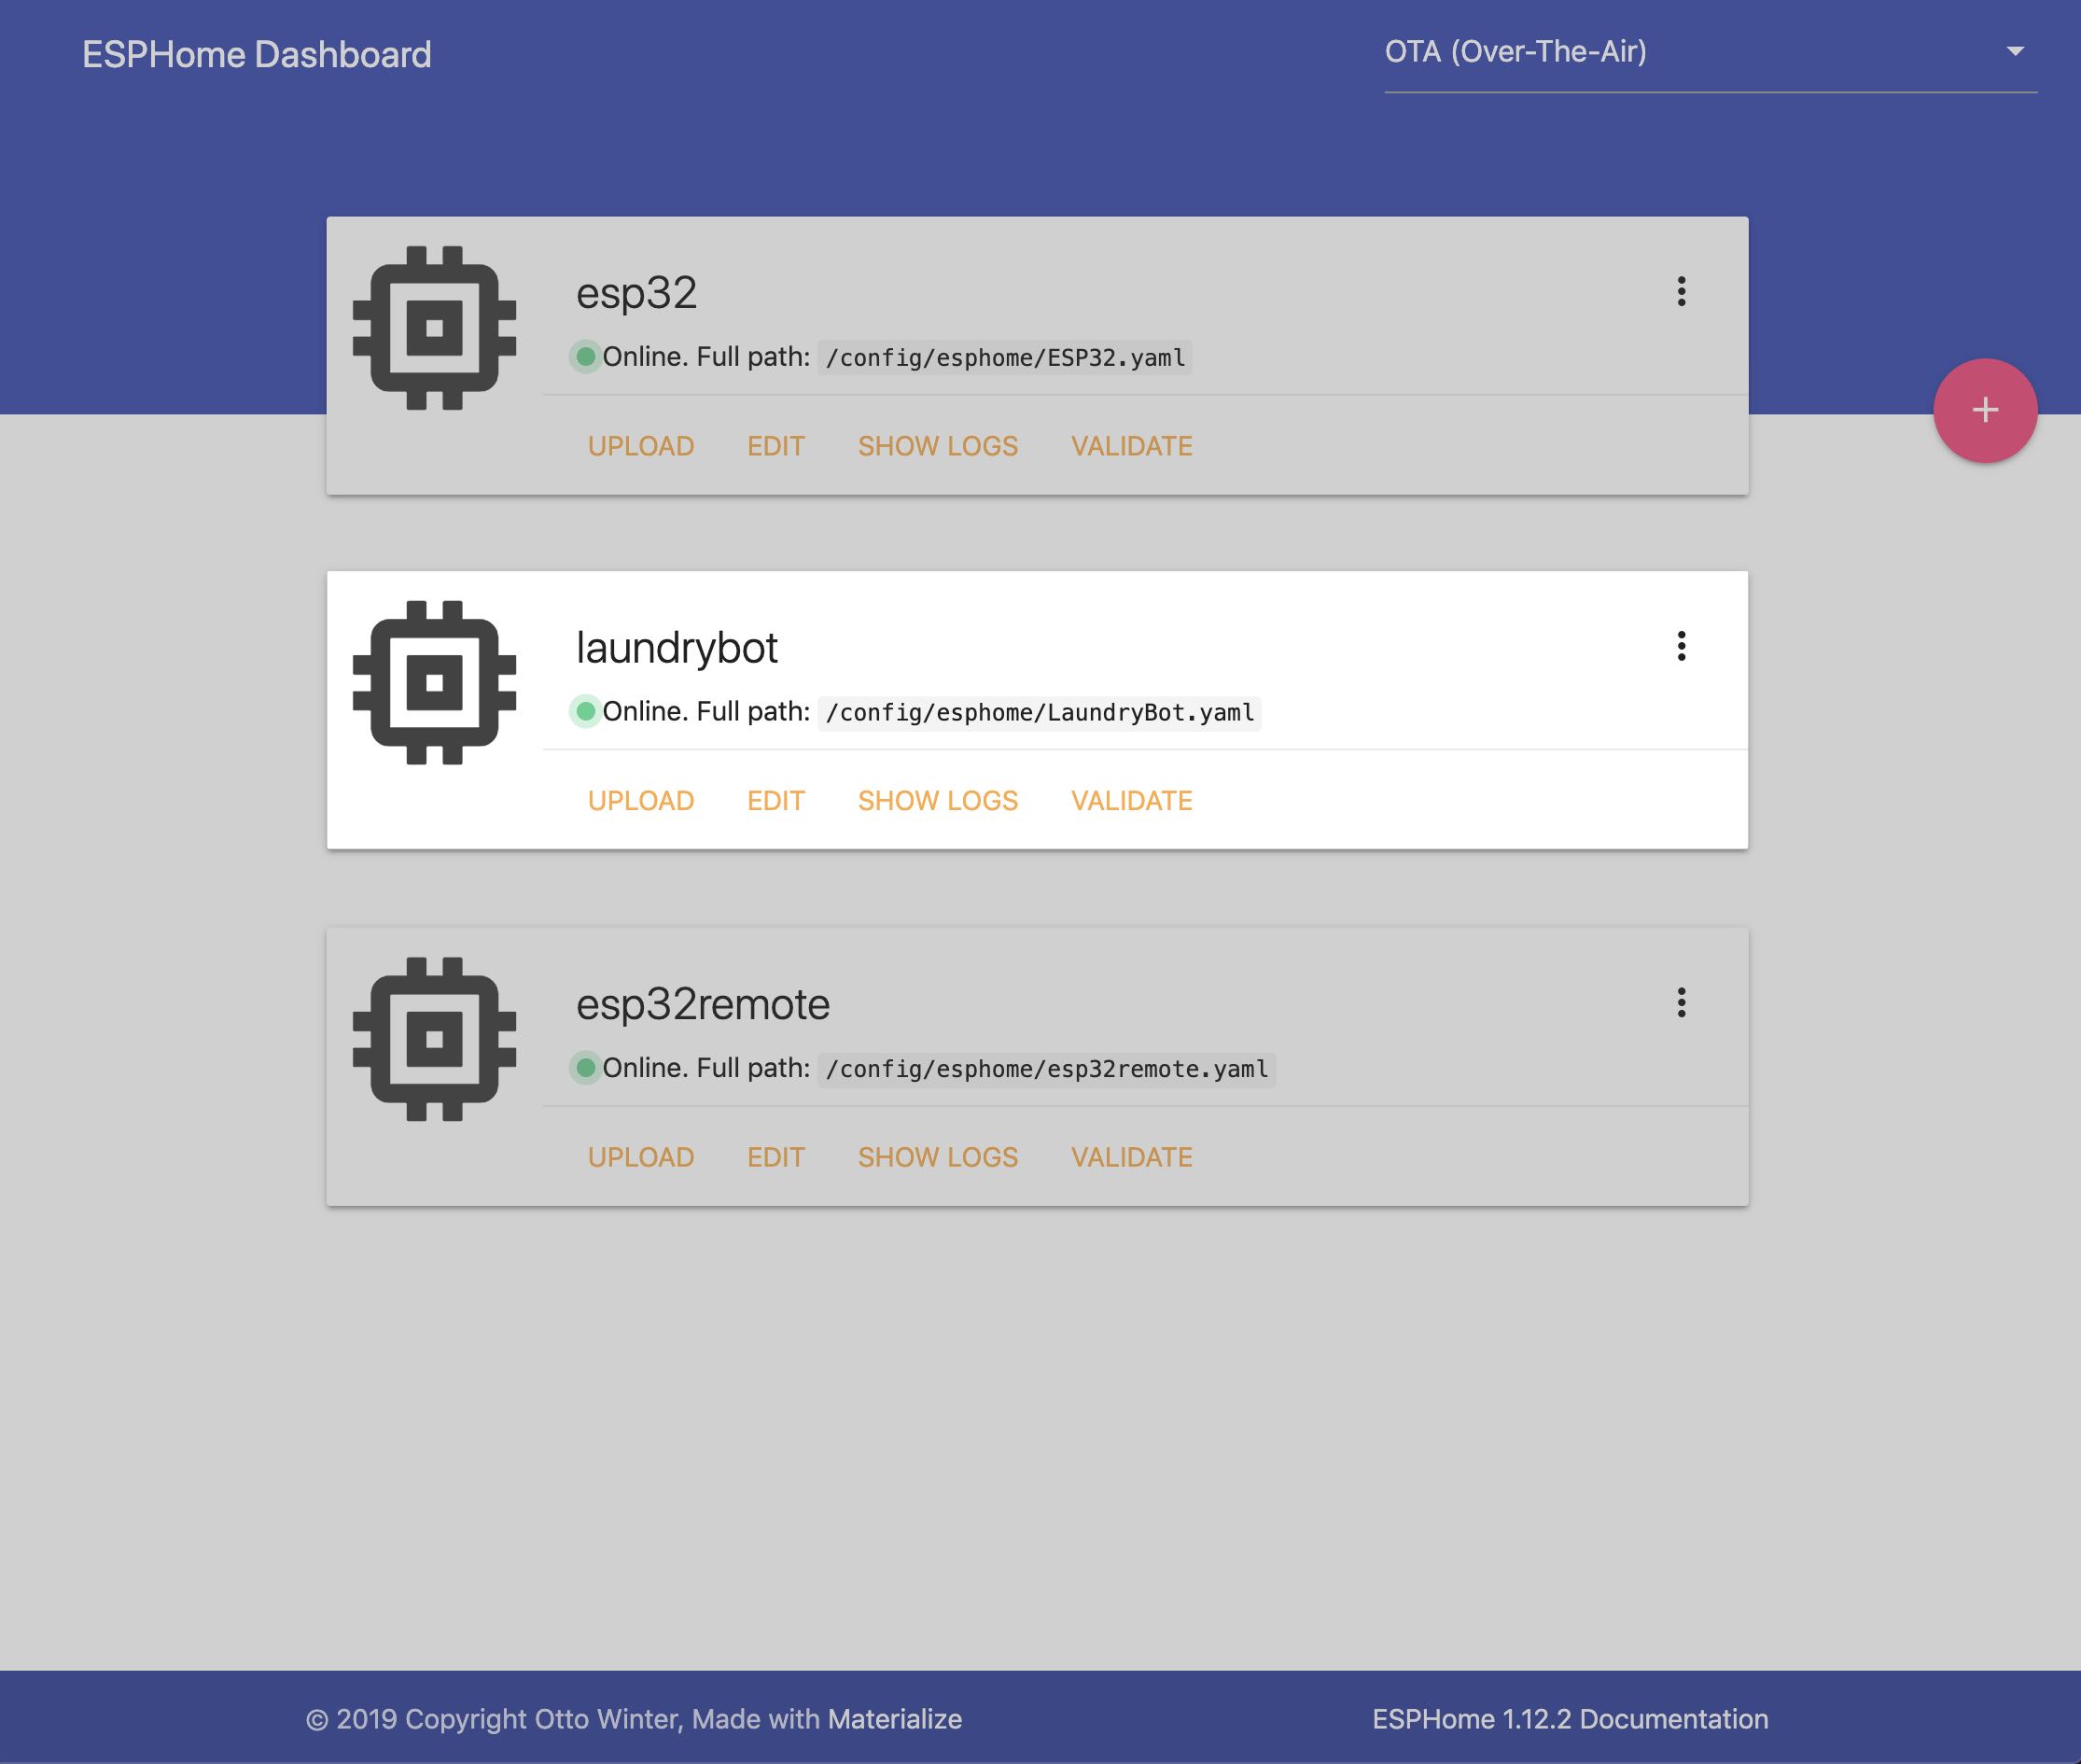 ESPHome Dashboard
OTA (Over-The-Air)
esp32
Online. Full path: /config/esphome/ESP32.yaml
UPLOAD EDIT SHOW LOGS VALIDATE
+
laundrybot
Online. Full path: /config/esphome/LaundryBot.yaml
UPLOAD EDIT SHOW LOGS VALIDATE
esp32remote
Online. Full path: /config/esphome/esp32remote.yaml
UPLOAD EDIT SHOW LOGS VALIDATE
© 2019 Copyright Otto Winter, Made with Materialize
ESPHome 1.12.2 Documentation